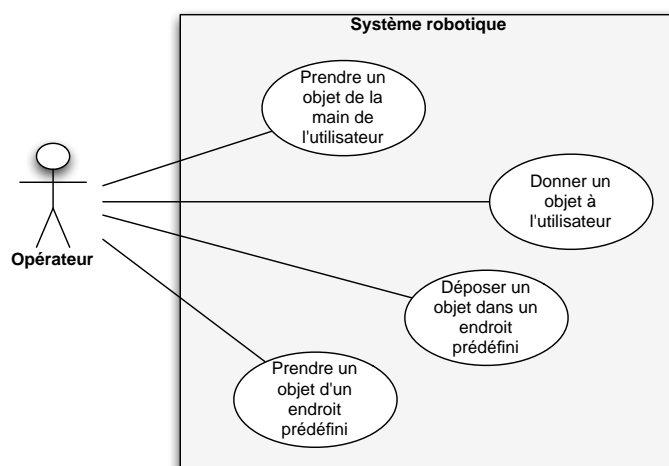 Système robotique
Prendre un
objet de la
main de
l'utilisateur
Donner un
objet à
l'utilisateur
Opérateur
Déposer un
objet dans un
endroit
prédéfini
Prendre un
objet d'un
endroit
prédéfini